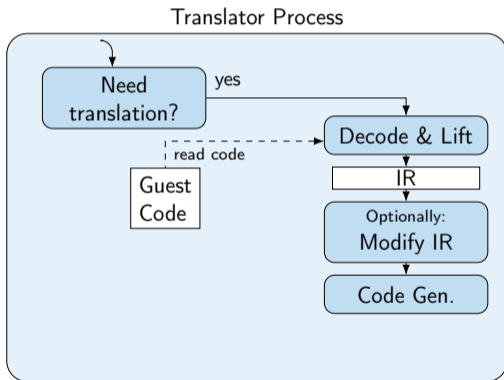 Translator Process
Need
translation?
yes
Decode & Lift
read code
Guest
Code
IR
Optionally:
Modify IR
Code Gen.